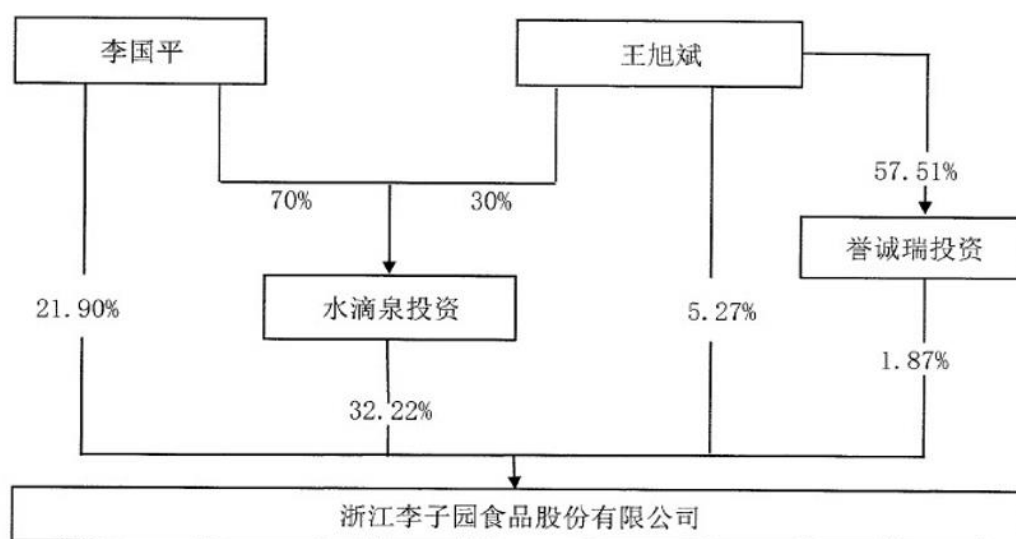 李国平
王旭斌
57.51%
70%
30%
誉诚瑞投资
21.90%
水滴泉投资
5.27%
1.87%
32.22%
浙江李子园食品股份有限公司